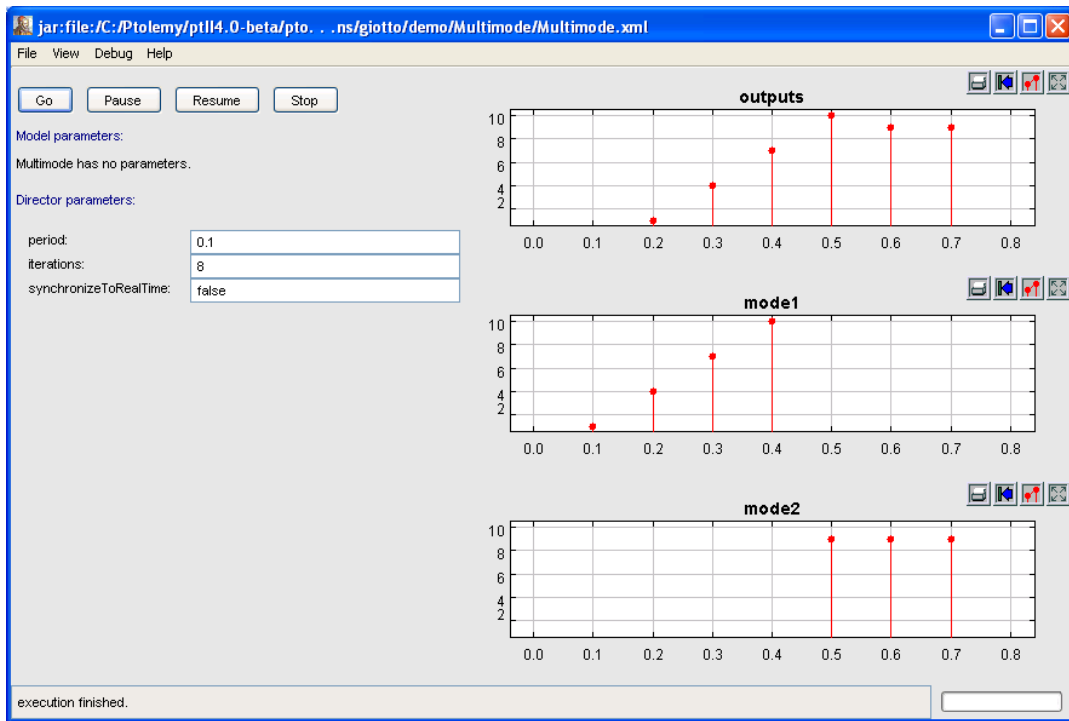 jar:file:/C:/Ptolemy/ptII4.0-beta/pto. . .ns/giotto/demo/Multimode/Multimode.xml
File View Debug Help
Go Pause Resume Stop
Model parameters:
Multimode has no parameters.
Director parameters:
period: 0.1
iterations: 8
synchronizeToRealTime: false
outputs
10
8
6
4
2
0.0 0.1 0.2 0.3 0.4 0.5 0.6 0.7 0.8
mode1
10
8
6
4
2
0.0 0.1 0.2 0.3 0.4 0.5 0.6 0.7 0.8
mode2
10
8
6
4
2
0.0 0.1 0.2 0.3 0.4 0.5 0.6 0.7 0.8
execution finished.